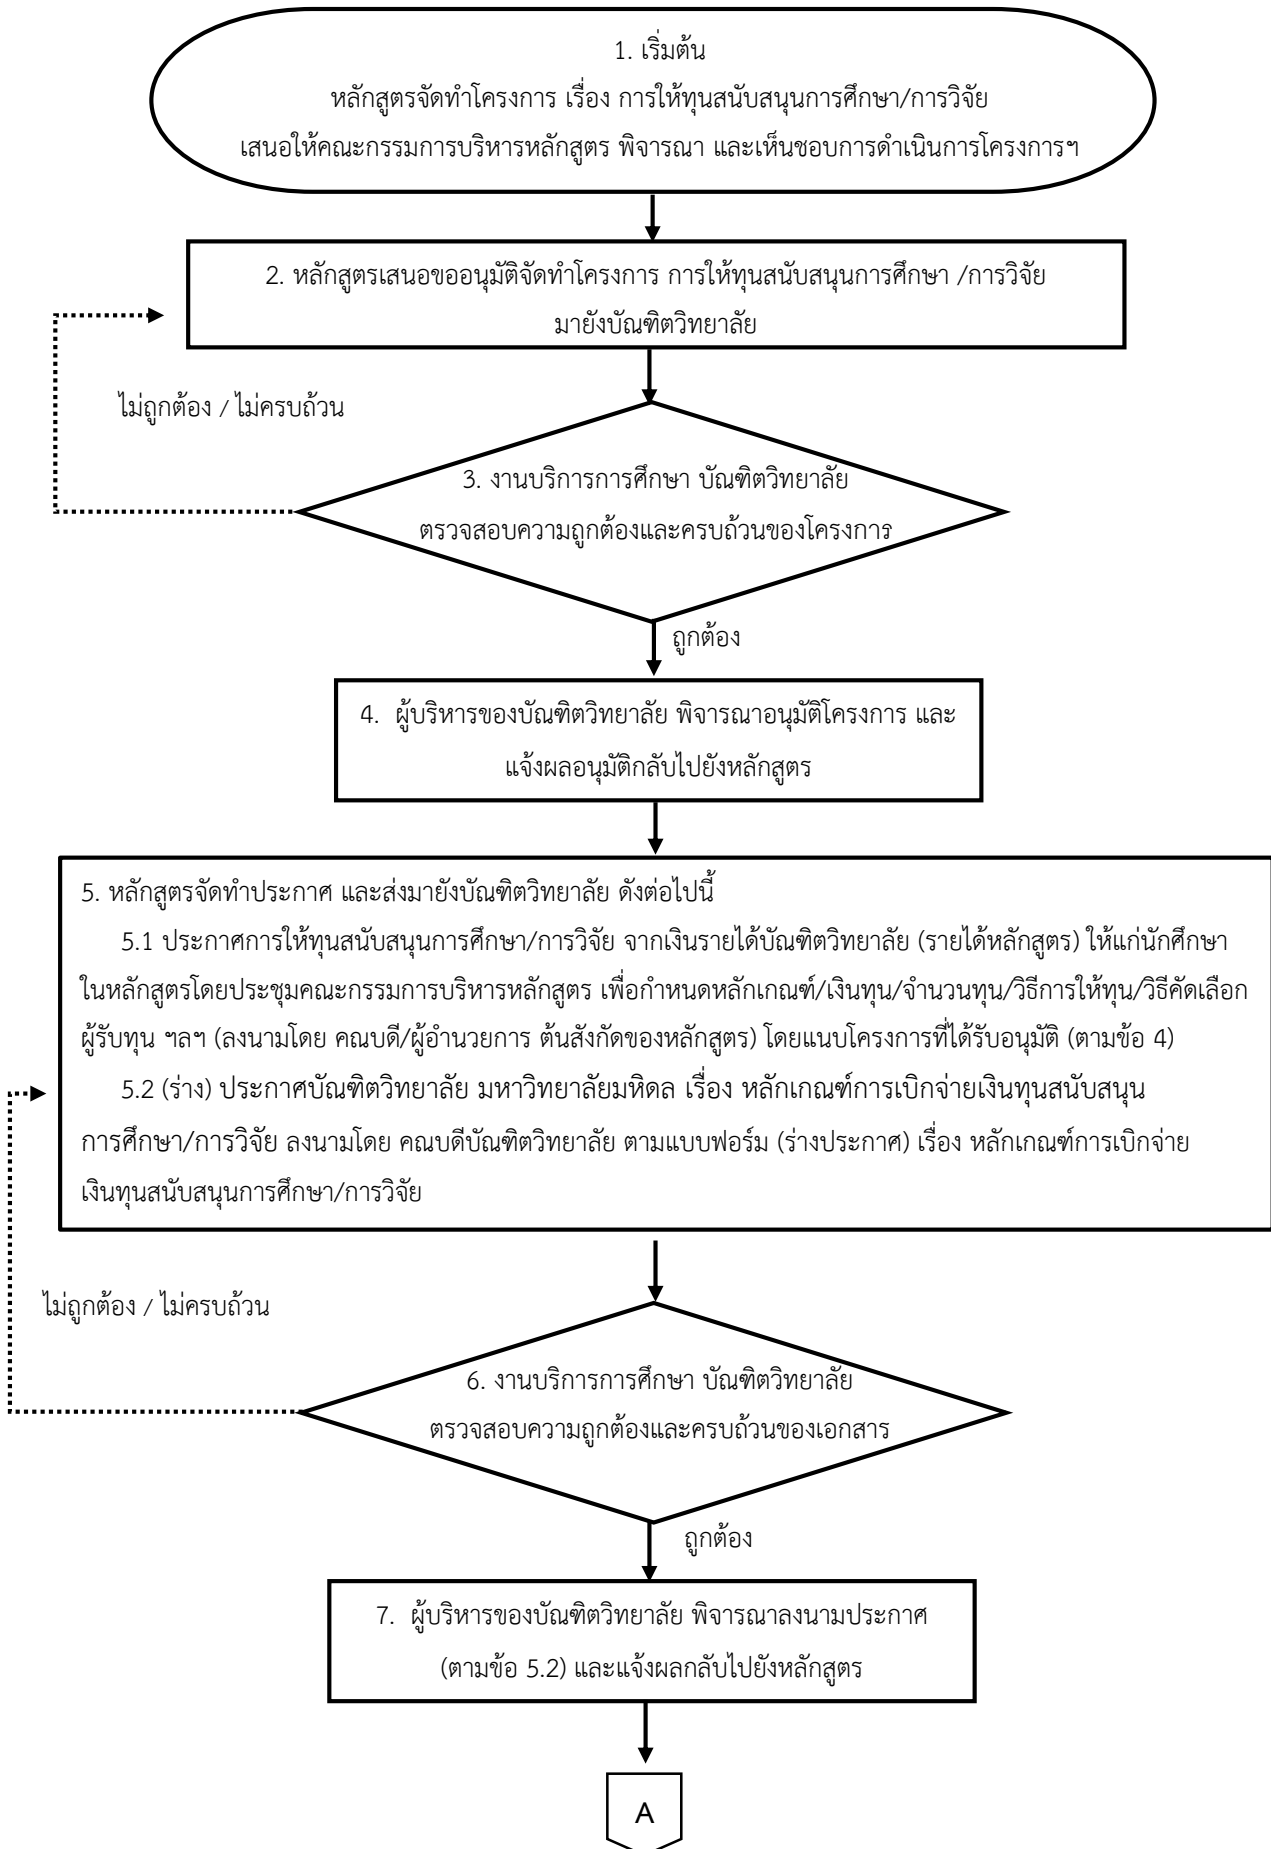 1. เริ่มต้น
หลักสูตรจัดทำโครงการ เรื่อง การให้ทุนสนับสนุนการศึกษา/การวิจัย
เสนอให้คณะกรรมการบริหารหลักสูตร พิจารณา และเห็นชอบการดำเนินการโครงการฯ
2. หลักสูตรเสนอขออนุมัติจัดทำโครงการ การให้ทุนสนับสนุนการศึกษา /การวิจัย
มายังบัณฑิตวิทยาลัย
ไม่ถูกต้อง / ไม่ครบถ้วน
3. งานบริการการศึกษา บัณฑิตวิทยาลัย
ตรวจสอบความถูกต้องและครบถ้วนของโครงการ
ถูกต้อง
4. ผู้บริหารของบัณฑิตวิทยาลัย พิจารณาอนุมัติโครงการ และ
แจ้งผลอนุมัติกลับไปยังหลักสูตร
5. หลักสูตรจัดทำประกาศ และส่งมายังบัณฑิตวิทยาลัย ดังต่อไปนี้
5.1 ประกาศการให้ทุนสนับสนุนการศึกษา/การวิจัย จากเงินรายได้บัณฑิตวิทยาลัย (รายได้หลักสูตร) ให้แก่นักศึกษา
ในหลักสูตรโดยประชุมคณะกรรมการบริหารหลักสูตร เพื่อกำหนดหลักเกณฑ์/เงินทุน/จำนวนทุน/วิธีการให้ทุน/วิธีคัดเลือก
ผู้รับทุน ฯลฯ (ลงนามโดย คณบดี/ผู้อำนวยการ ต้นสังกัดของหลักสูตร) โดยแนบโครงการที่ได้รับอนุมัติ (ตามข้อ 4)
5.2 (ร่าง) ประกาศบัณฑิตวิทยาลัย มหาวิทยาลัยมหิดล เรื่อง หลักเกณฑ์การเบิกจ่ายเงินทุนสนับสนุน
การศึกษา/การวิจัย ลงนามโดย คณบดีบัณฑิตวิทยาลัย ตามแบบฟอร์ม (ร่างประกาศ) เรื่อง หลักเกณฑ์การเบิกจ่าย
เงินทุนสนับสนุนการศึกษา/การวิจัย
ไม่ถูกต้อง / ไม่ครบถ้วน
6. งานบริการการศึกษา บัณฑิตวิทยาลัย
ตรวจสอบความถูกต้องและครบถ้วนของเอกสาร
ถูกต้อง
7. ผู้บริหารของบัณฑิตวิทยาลัย พิจารณาลงนามประกาศ
(ตามข้อ 5.2) และแจ้งผลกลับไปยังหลักสูตร
A